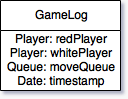 GameLog
Player: redPlayer
Player: whitePlayer
Queue: moveQueue
Date: timestamp